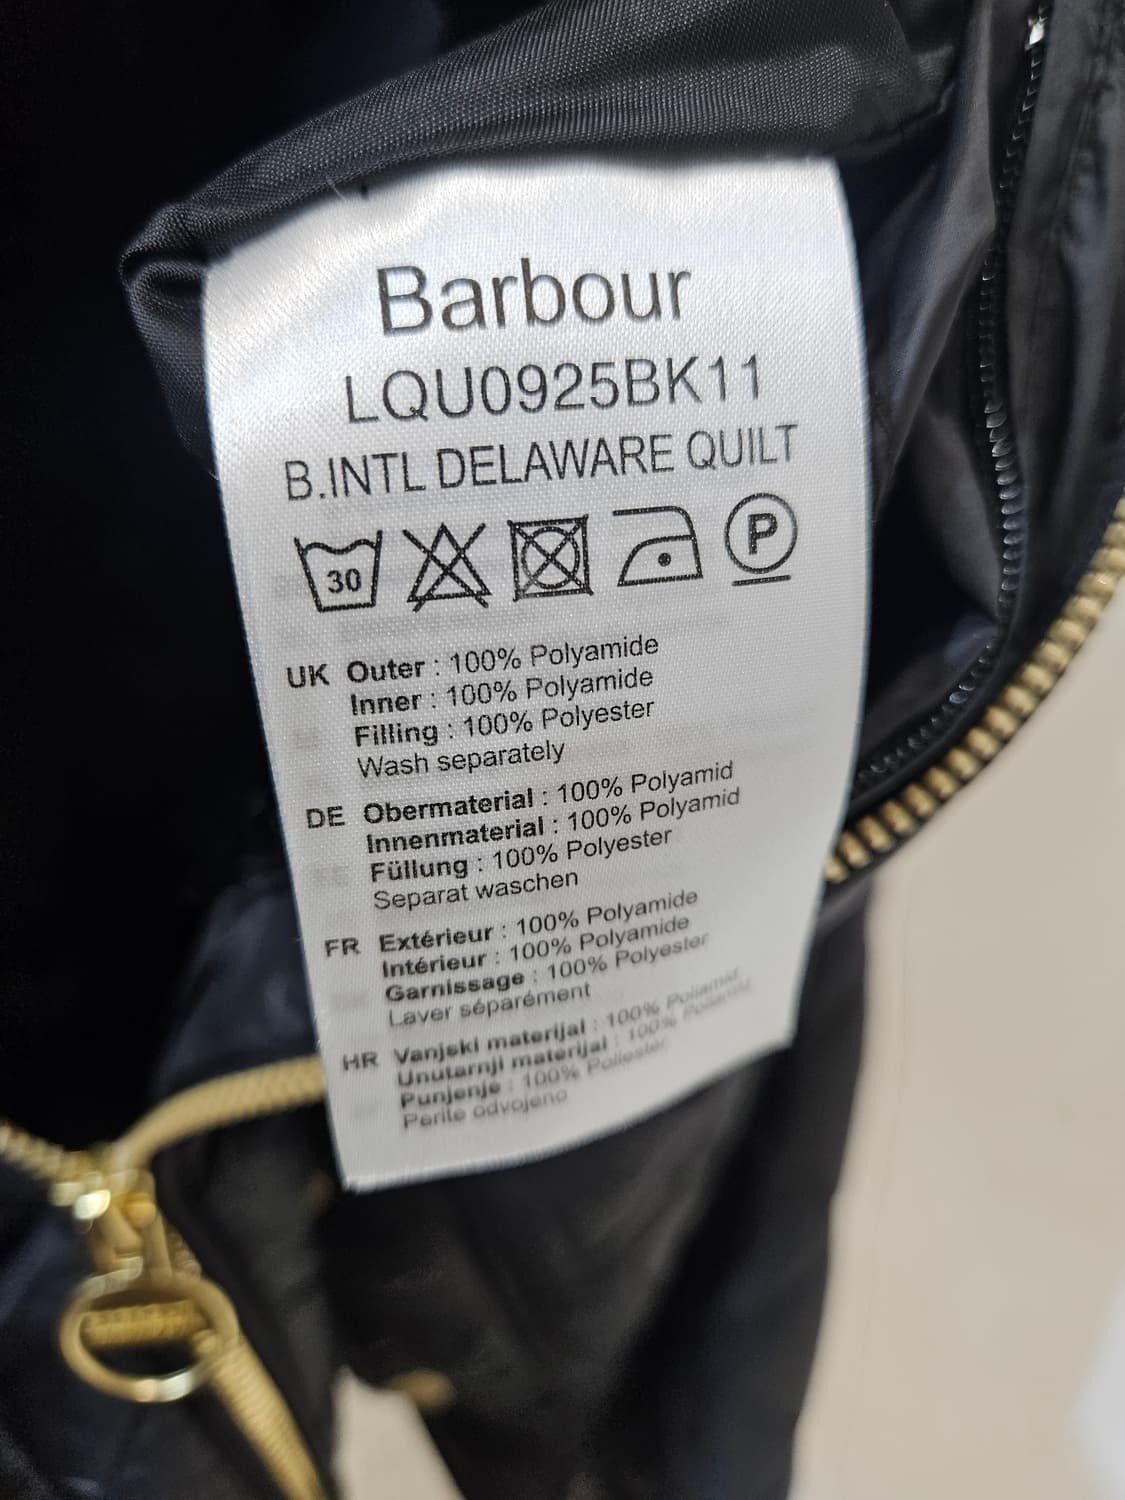 Barbour
LQU0925BK11
B.INTL DELAWARE QUILT
30 P
UK Outer : 100% Polyamide
Inner : 100% Polyamide
Filling : 100% Polyester
Wash separately
DE Obermaterial : 100% Polyamid
Innenmaterial : 100% Polyamid
Füllung : 100% Polyester
Separat waschen
FR Extérieur : 100% Polyamide
Intérieur : 100% Polyamide
Garnissage : 100% Polyester
Laver séparément
HR Vanjski materijal : 100% Poliamid
Unutarnji materijal : 100% Poliamid
Punjenje : 100% Poliester
Perite odvojeno